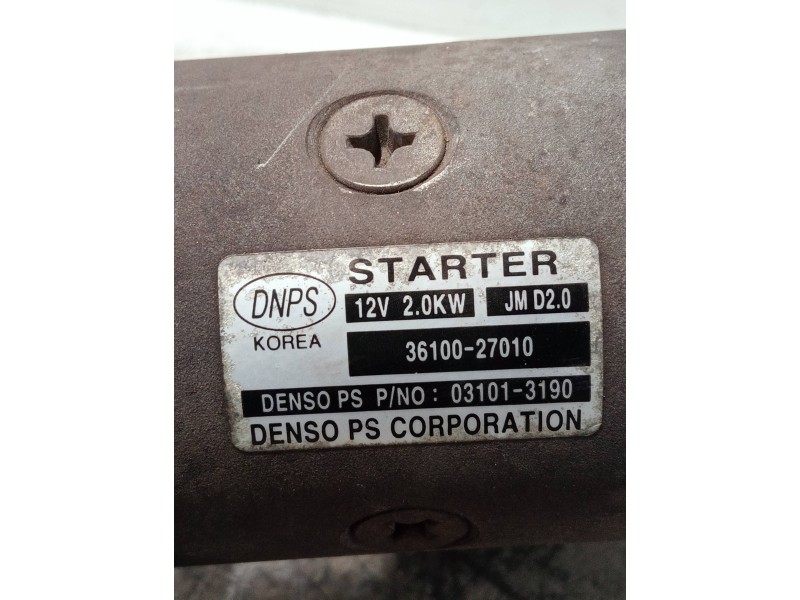 STARTER
DNPS
12V 2.0KW JM D2.0
KOREA
36100-27010
DENSO PS P/NO: 03101-3190
DENSO PS CORPORATION